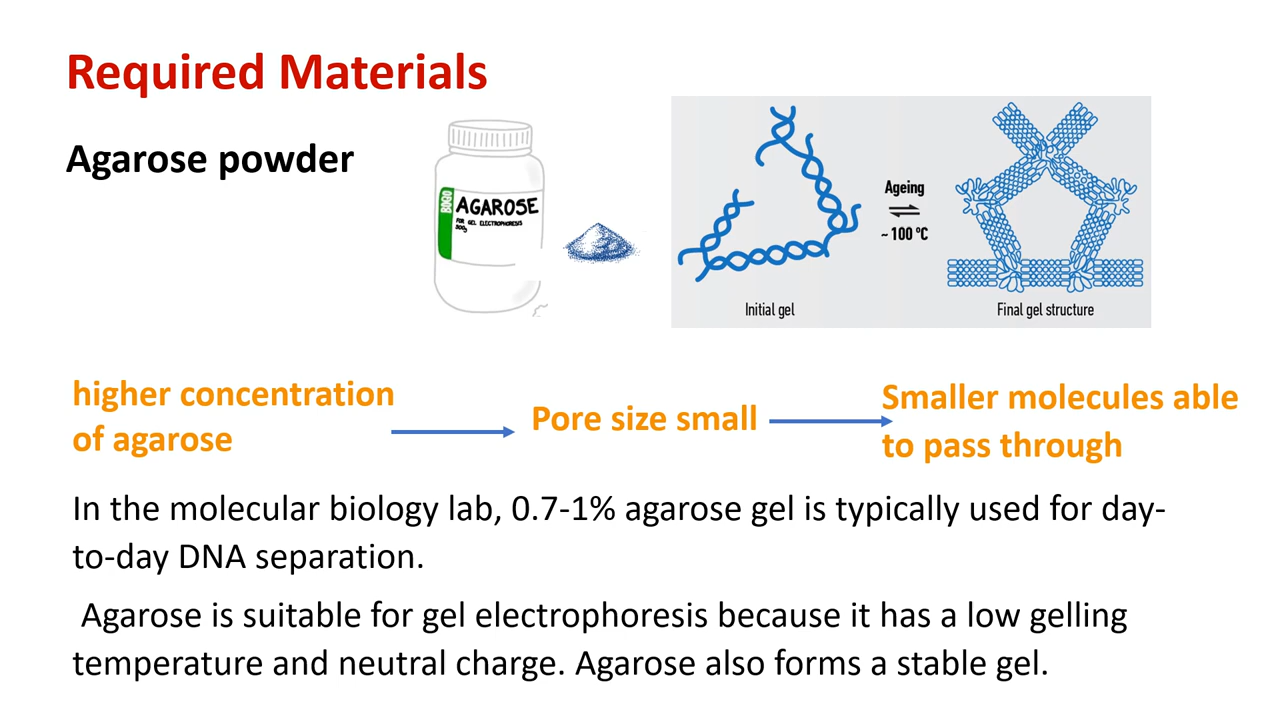 Required Materials
Agarose powder
AGAROSE
FOR GEL ELECTROPHORESIS
500g
Ageing
~ 100 °C
Initial gel
Final gel structure
higher concentration
of agarose
Pore size small
Smaller molecules able
to pass through
In the molecular biology lab, 0.7-1% agarose gel is typically used for day-
to-day DNA separation.
Agarose is suitable for gel electrophoresis because it has a low gelling
temperature and neutral charge. Agarose also forms a stable gel.